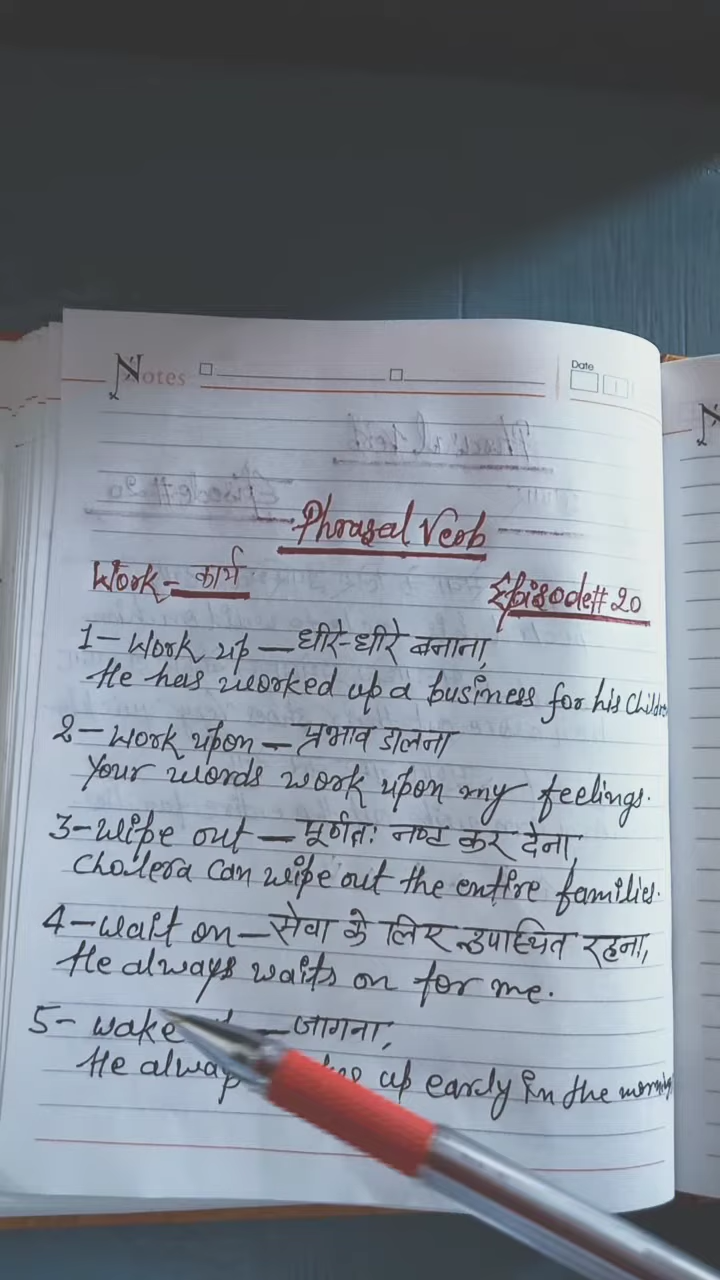 Notes
Date
Phrasal Verb
Work - कार्य
Episode# 20
1- Work up — धीरे-धीरे बनाना,
He has worked up a business for his Children
2- Work upon — प्रभाव डालना
Your words work upon my feelings.
3- Wipe out — पूर्णतः नष्ट कर देना,
Cholera can wipe out the entire families.
4- Wait on — सेवा के लिए उपस्थित रहना,
He always waits on for me.
5- wake — जागना,
He up early in the morning